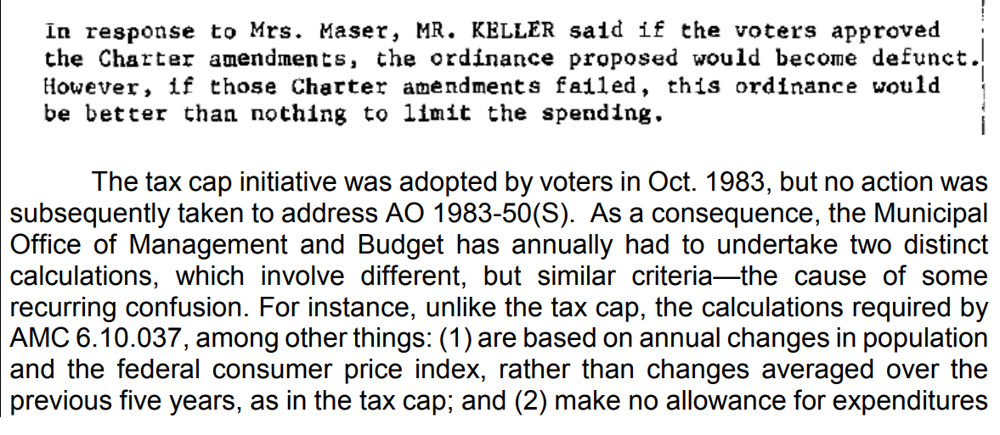 In response to Mrs. Maser, MR. KELLER said if the voters approved
the Charter amendments, the ordinance proposed would become defunct.
However, if those Charter amendments failed, this ordinance would
be better than nothing to limit the spending.
The tax cap initiative was adopted by voters in Oct. 1983, but no action was
subsequently taken to address AO 1983-50(S).  As a consequence, the Municipal
Office of Management and Budget has annually had to undertake two distinct
calculations, which involve different, but similar criteria—the cause of some
recurring confusion. For instance, unlike the tax cap, the calculations required by
AMC 6.10.037, among other things: (1) are based on annual changes in population
and the federal consumer price index, rather than changes averaged over the
previous five years, as in the tax cap; and (2) make no allowance for expenditures